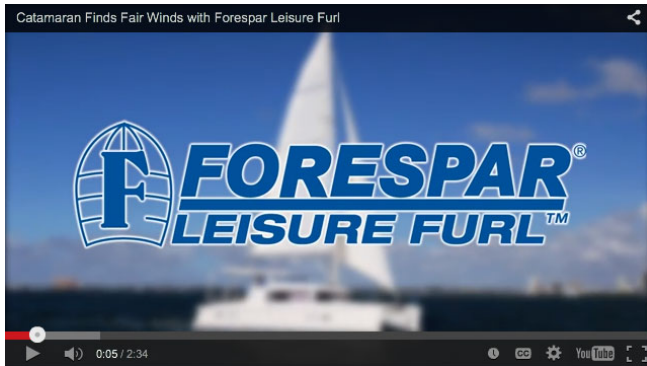 Catamaran Finds Fair Winds with Forespar Leisure Furl
F FORESPAR®
LEISURE FURL™
0:05 / 2:34
CC
YouTube